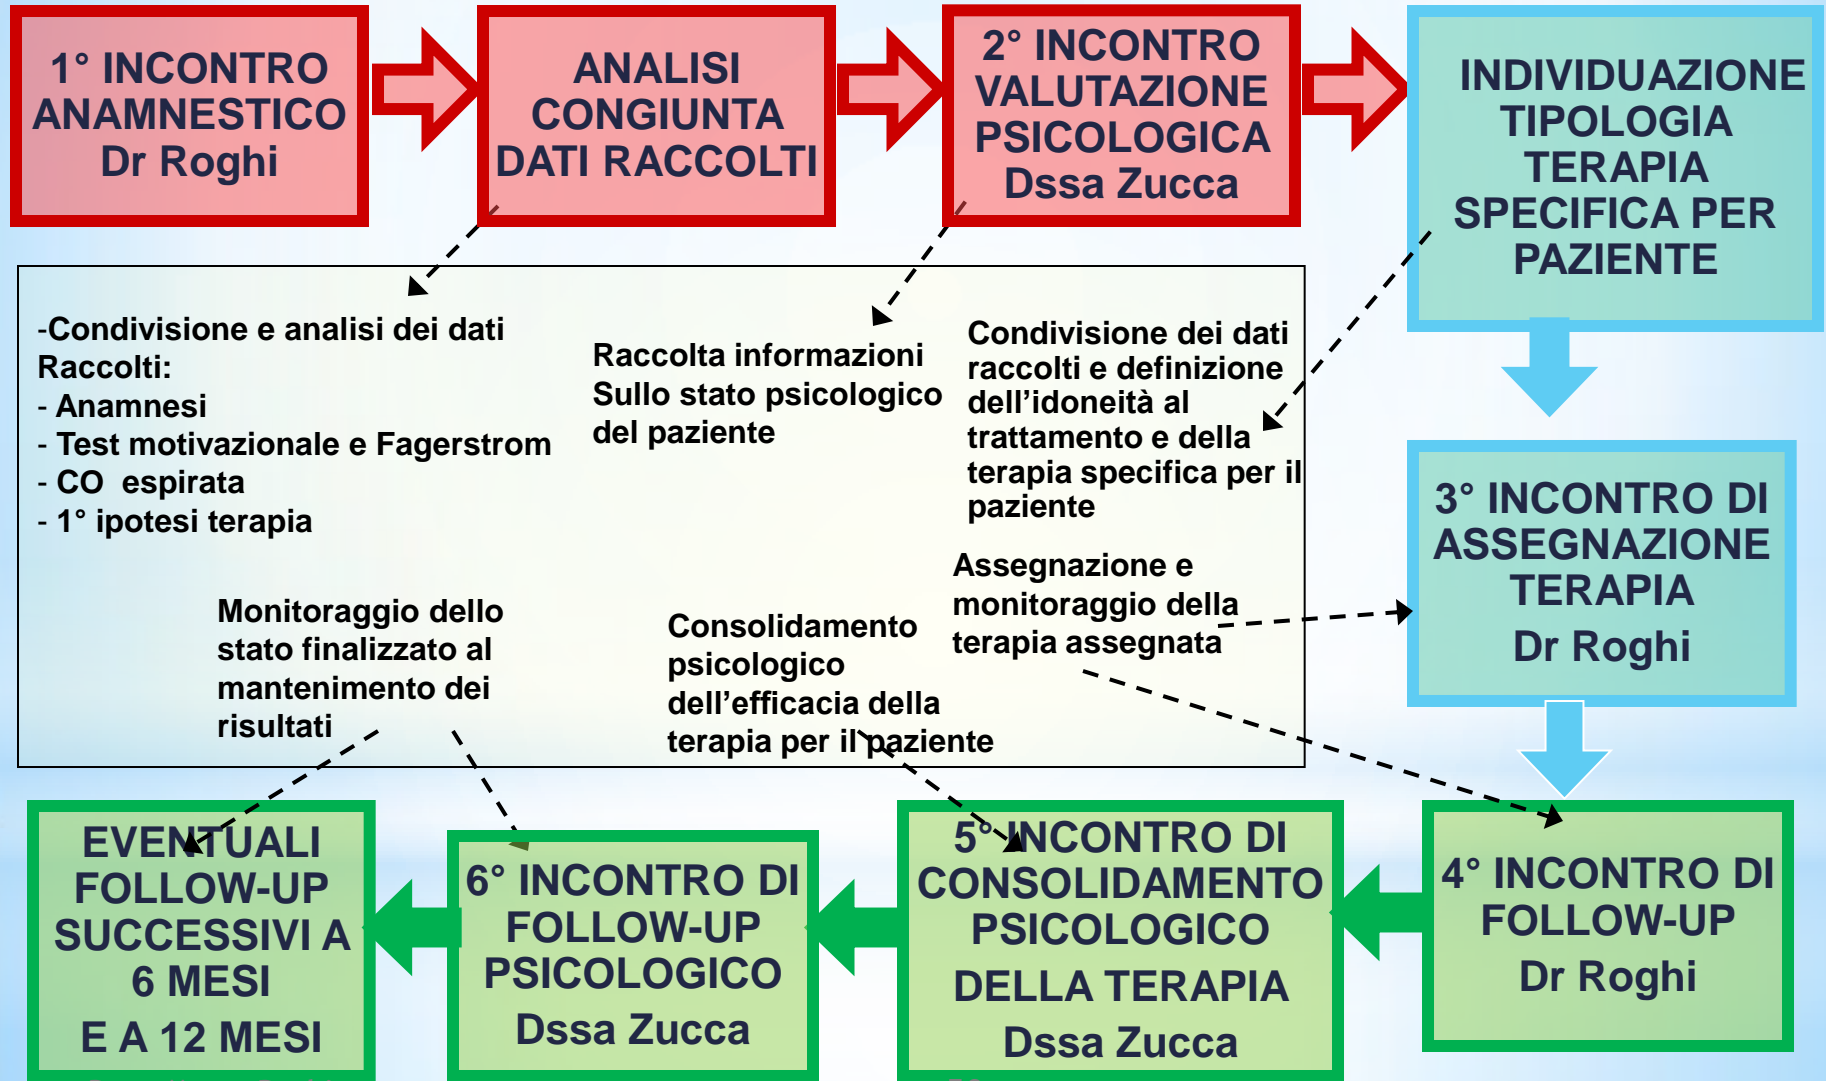 1° INCONTRO
ANAMNESTICO
Dr Roghi
ANALISI
CONGIUNTA
DATI RACCOLTI
2° INCONTRO
VALUTAZIONE
PSICOLOGICA
Dssa Zucca
INDIVIDUAZIONE
TIPOLOGIA
TERAPIA
SPECIFICA PER
PAZIENTE
-Condivisione e analisi dei dati
Raccolti:
- Anamnesi
- Test motivazionale e Fagerstrom
- CO espirata
- 1° ipotesi terapia
Raccolta informazioni
Sullo stato psicologico
del paziente
Condivisione dei dati
raccolti e definizione
dell'idoneità al
trattamento e della
terapia specifica per il
paziente
Monitoraggio dello
stato finalizzato al
mantenimento dei
risultati
Consolidamento
psicologico
dell'efficacia della
terapia per il paziente
Assegnazione e
monitoraggio della
terapia assegnata
3° INCONTRO DI
ASSEGNAZIONE
TERAPIA
Dr Roghi
EVENTUALI
FOLLOW-UP
SUCCESSIVI A
6 MESI
E A 12 MESI
6° INCONTRO DI
FOLLOW-UP
PSICOLOGICO
Dssa Zucca
5° INCONTRO DI
CONSOLIDAMENTO
PSICOLOGICO
DELLA TERAPIA
Dssa Zucca
4° INCONTRO DI
FOLLOW-UP
Dr Roghi